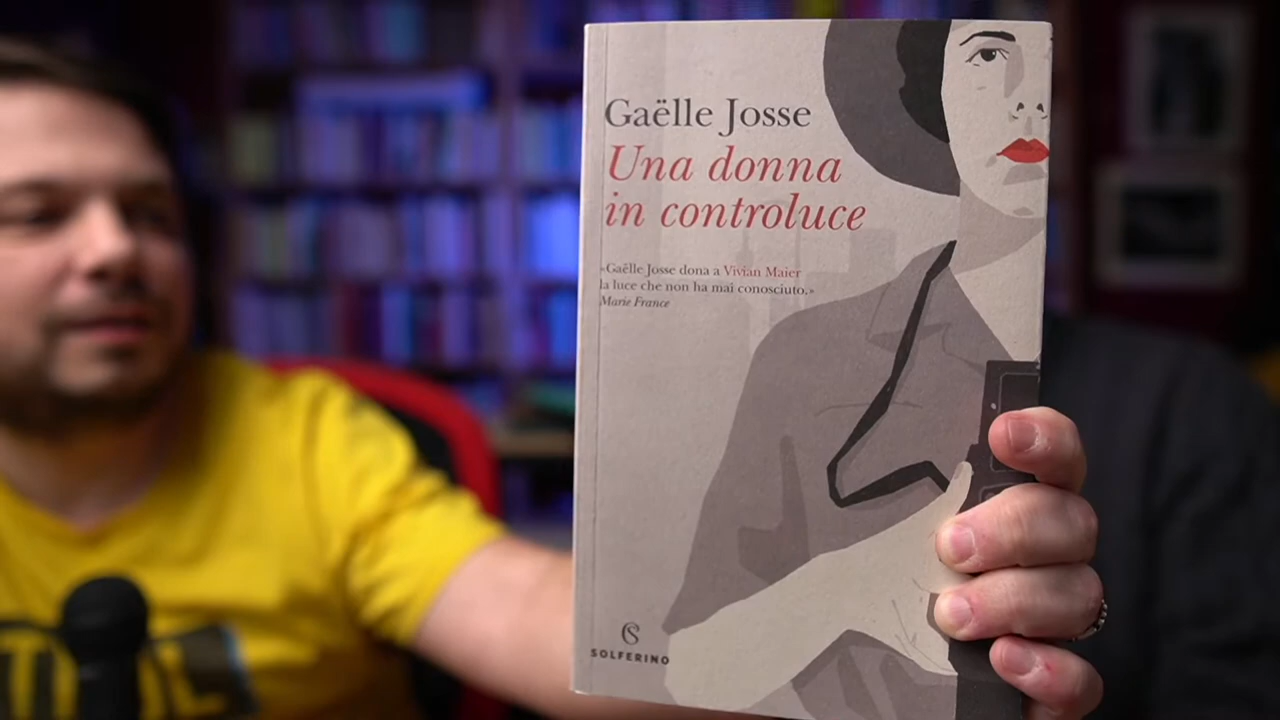 Gaëlle Josse
Una donna
in controluce
«Gaëlle Josse dona a Vivian Maier
la luce che non ha mai conosciuto.»
Marie France
SOLFERINO